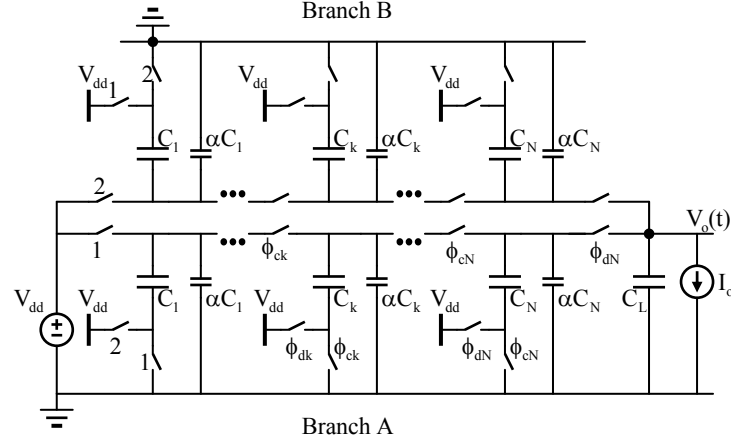 Branch B
2
V_dd 1
V_dd
V_dd
C_1 αC_1
C_k αC_k
C_N αC_N
2
1
ϕ_ck
ϕ_cN
ϕ_dN
V_o(t)
V_dd
C_1 αC_1
C_k αC_k
C_N αC_N
C_L
I_o
V_dd
V_dd
V_dd
2
1
ϕ_dk ϕ_ck
ϕ_dN ϕ_cN
Branch A